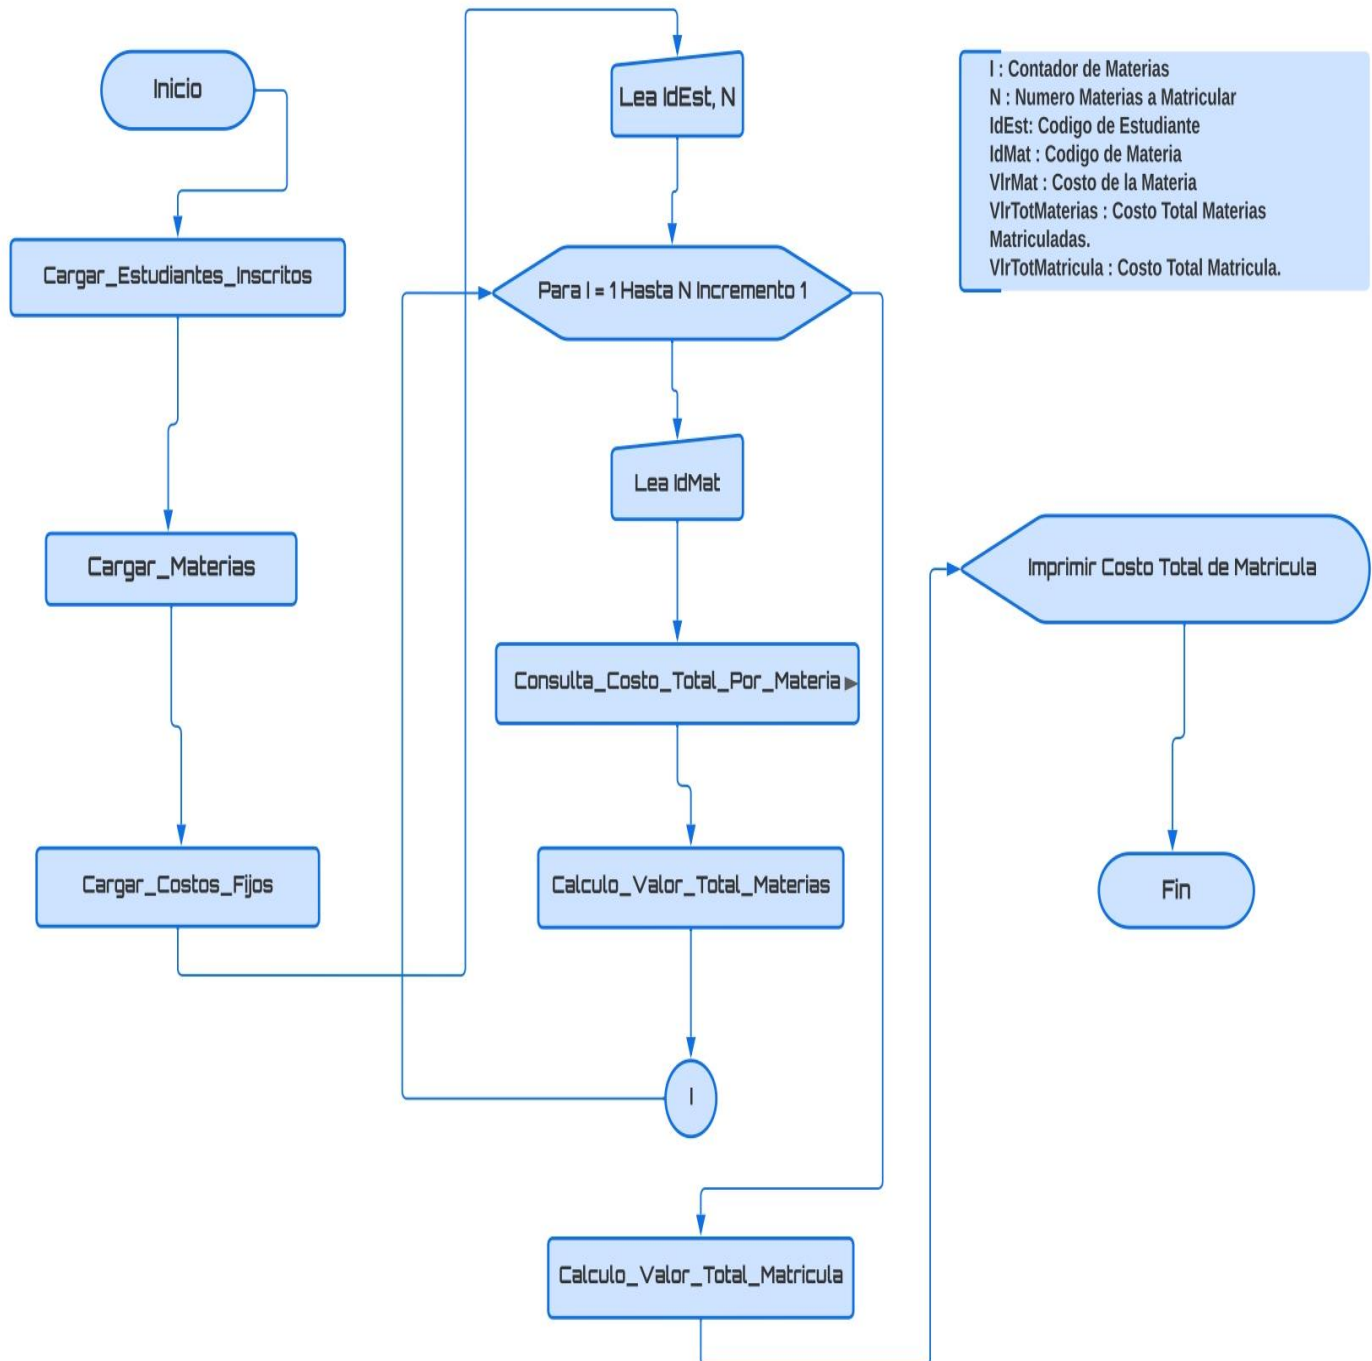 Inicio
Cargar_Estudiantes_Inscritos
Cargar_Materias
Cargar_Costos_Fijos
Lea IdEst, N
Para I = 1 Hasta N Incremento 1
Lea IdMat
Consulta_Costo_Total_Por_Materia
Calculo_Valor_Total_Materias
I
Calculo_Valor_Total_Matricula
I : Contador de Materias
N : Numero Materias a Matricular
IdEst: Codigo de Estudiante
IdMat : Codigo de Materia
VlrMat : Costo de la Materia
VlrTotMaterias : Costo Total Materias
Matriculadas.
VlrTotMatricula : Costo Total Matricula.
Imprimir Costo Total de Matricula
Fin